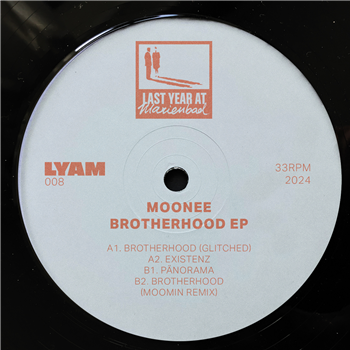 LAST YEAR AT
Marienbad
LYAM
008
33RPM
2024
MOONEE
BROTHERHOOD EP
A1. BROTHERHOOD (GLITCHED)
A2. EXISTENZ
B1. PÄNORAMA
B2. BROTHERHOOD
(MOOMIN REMIX)